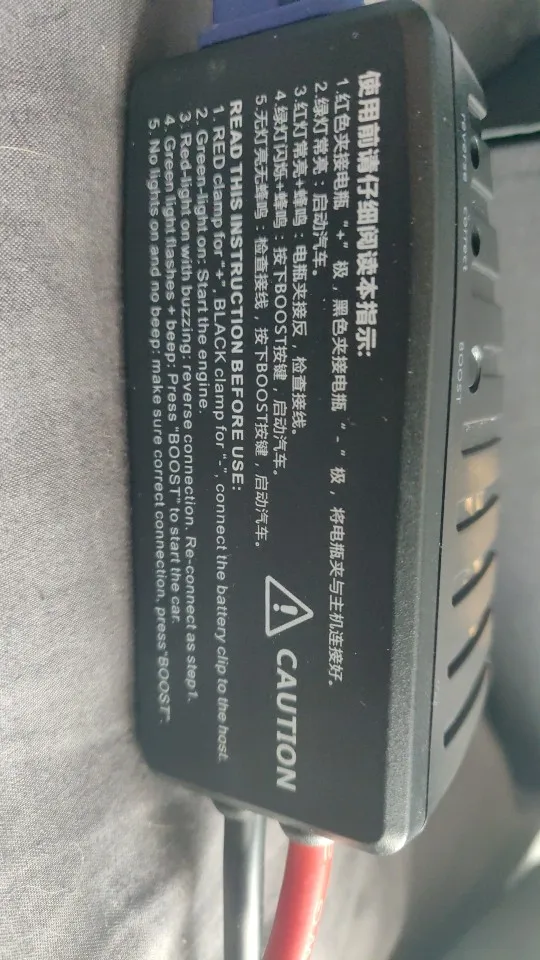 使用前请仔细阅读本指示:
1.红色夹接电瓶 "+" 极，黑色夹接电瓶 "-" 极，将电瓶夹与主机连接好。
2.绿灯常亮：启动汽车。
3.红灯常亮+蜂鸣：电瓶夹接反，检查接线。
4.绿灯闪烁+蜂鸣：按下BOOST按键，启动汽车。
5.无灯亮无蜂鸣：检查接线，按下BOOST按键，启动汽车。
READ THIS INSTRUCTION BEFORE USE:
1. RED clamp for "+", BLACK clamp for "-", connect the battery clip to the host.
2. Green-light on: Start the engine.
3. Red-light on with buzzing: reverse connection. Re-connect as step1.
4. Green light flashes + beep: Press "BOOST" to start the car.
5. No lights on and no beep: make sure correct connection, press"BOOST".
CAUTION
BOOST